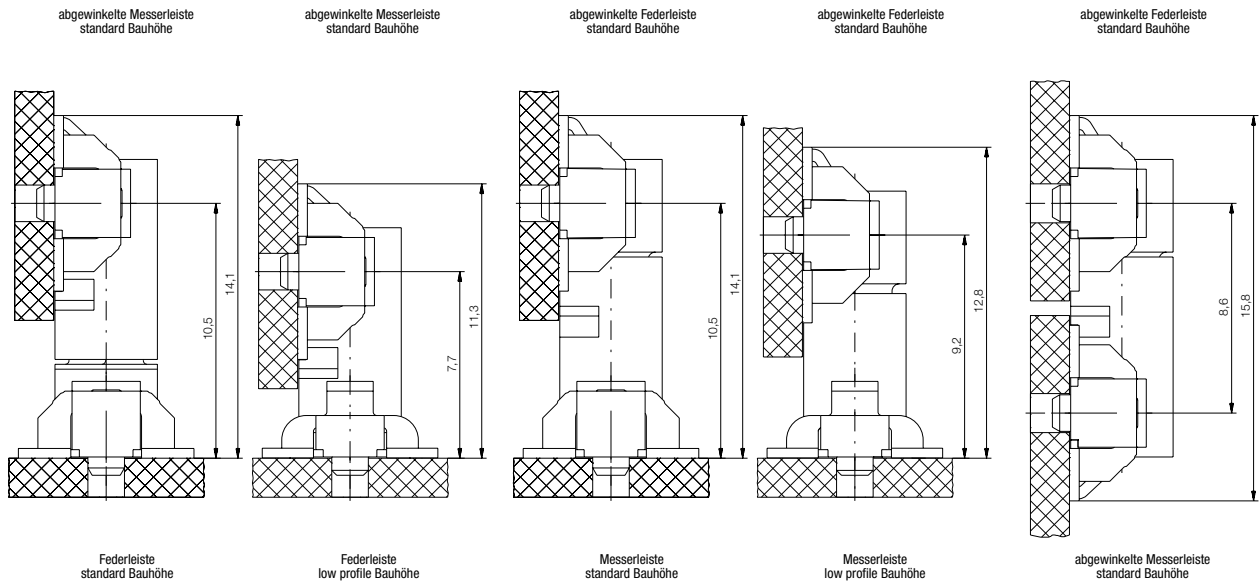 abgewinkelte Messerleiste
standard Bauhöhe
abgewinkelte Messerleiste
standard Bauhöhe
abgewinkelte Federleiste
standard Bauhöhe
abgewinkelte Federleiste
standard Bauhöhe
abgewinkelte Federleiste
standard Bauhöhe
10,5
14,1
7,7
11,3
10,5
14,1
9,2
12,8
8,6
15,8
Federleiste
standard Bauhöhe
Federleiste
low profile Bauhöhe
Messerleiste
standard Bauhöhe
Messerleiste
low profile Bauhöhe
abgewinkelte Messerleiste
standard Bauhöhe